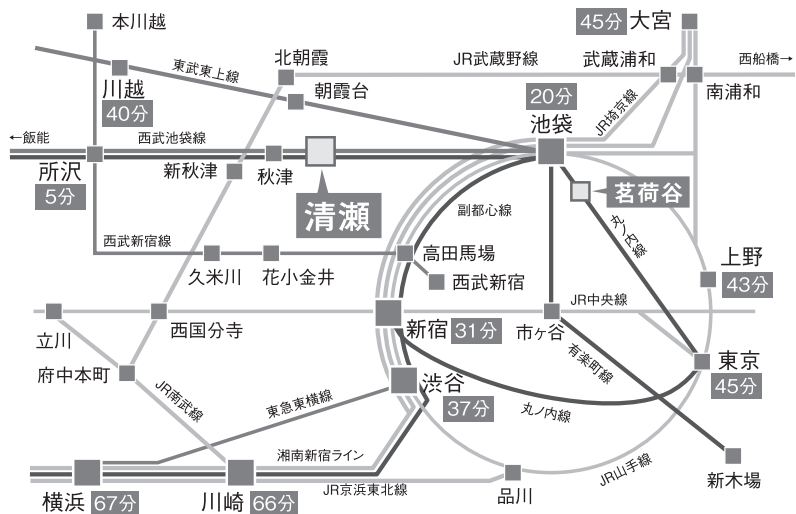 本川越
45分
大宮
東武東上線
北朝霞
JR武蔵野線
武蔵浦和
西船橋→
川越
40分
朝霞台
20分
池袋
JR埼京線
南浦和
←飯能
西武池袋線
所沢
5分
新秋津
秋津
清瀬
茗荷谷
副都心線
丸ノ内線
西武新宿線
久米川
花小金井
高田馬場
西武新宿
上野
43分
JR中央線
立川
西国分寺
新宿
31分
市ヶ谷
有楽町線
府中本町
東京
45分
JR南武線
東急東横線
渋谷
37分
丸ノ内線
湘南新宿ライン
JR山手線
新木場
横浜
67分
川崎
66分
JR京浜東北線
品川